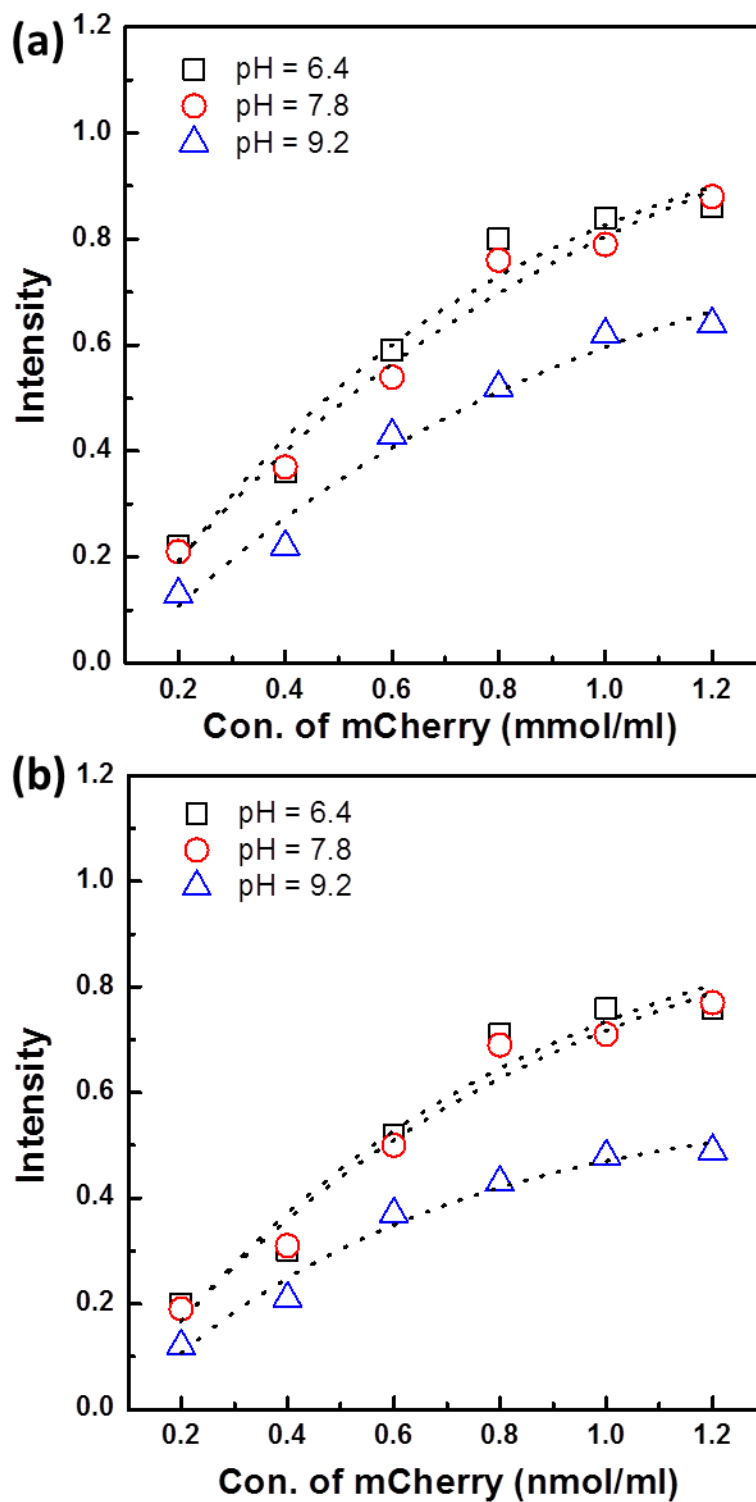 (a)
1.2
1.0
0.8
0.6
0.4
0.2
0.0
Intensity
pH = 6.4
pH = 7.8
pH = 9.2
0.2 0.4 0.6 0.8 1.0 1.2
Con. of mCherry (mmol/ml)
(b)
1.2
1.0
0.8
0.6
0.4
0.2
0.0
Intensity
pH = 6.4
pH = 7.8
pH = 9.2
0.2 0.4 0.6 0.8 1.0 1.2
Con. of mCherry (nmol/ml)